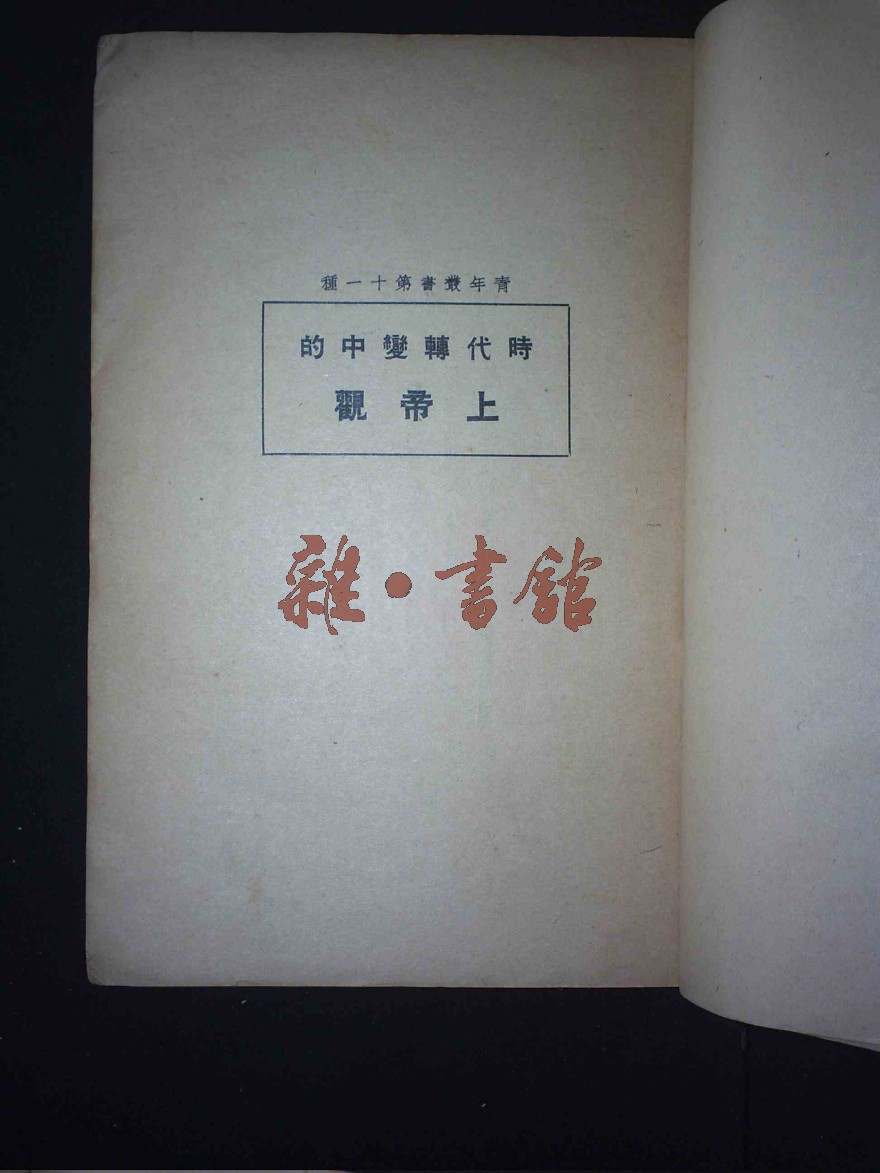 青年叢書第十一種
時代轉變中的
上帝觀
雜·書館